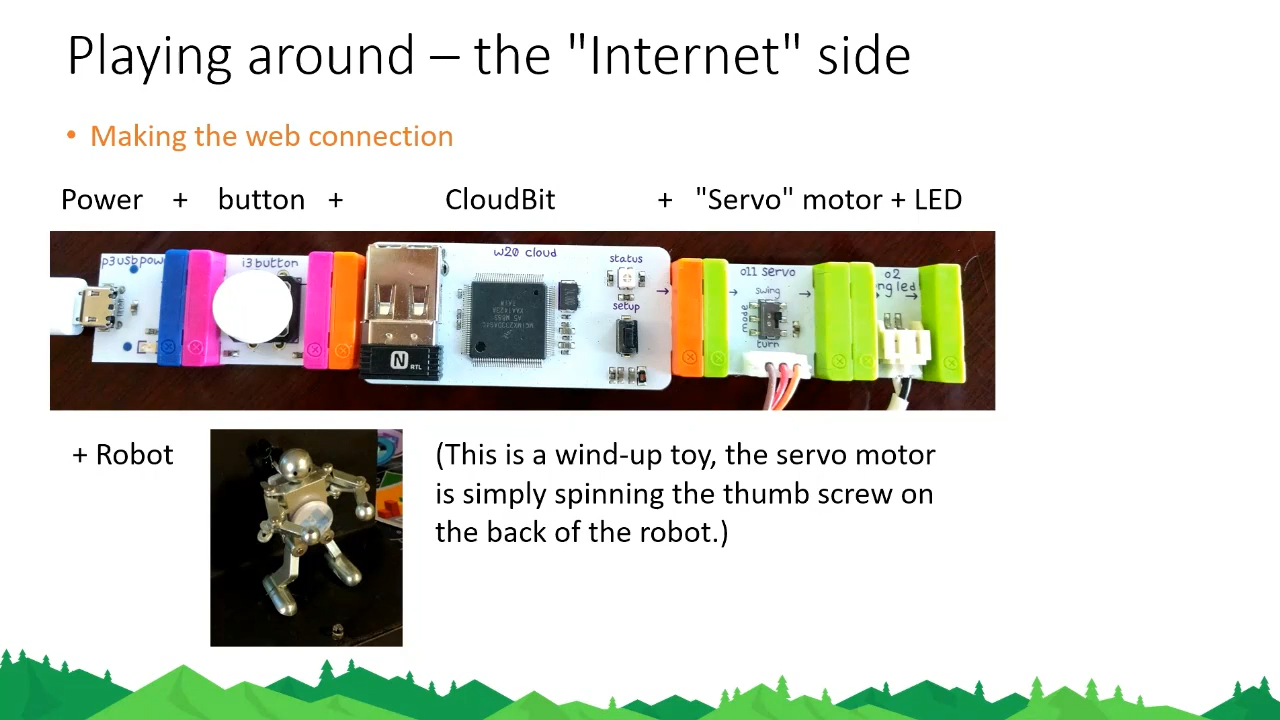 Playing around – the "Internet" side
• Making the web connection
Power + button + CloudBit + "Servo" motor + LED
p3 usb pow
i3 button
w20 cloud
status
setup
o11 servo
swing
mode
turn
o2
ng led
N RTL
+ Robot
(This is a wind-up toy, the servo motor
is simply spinning the thumb screw on
the back of the robot.)